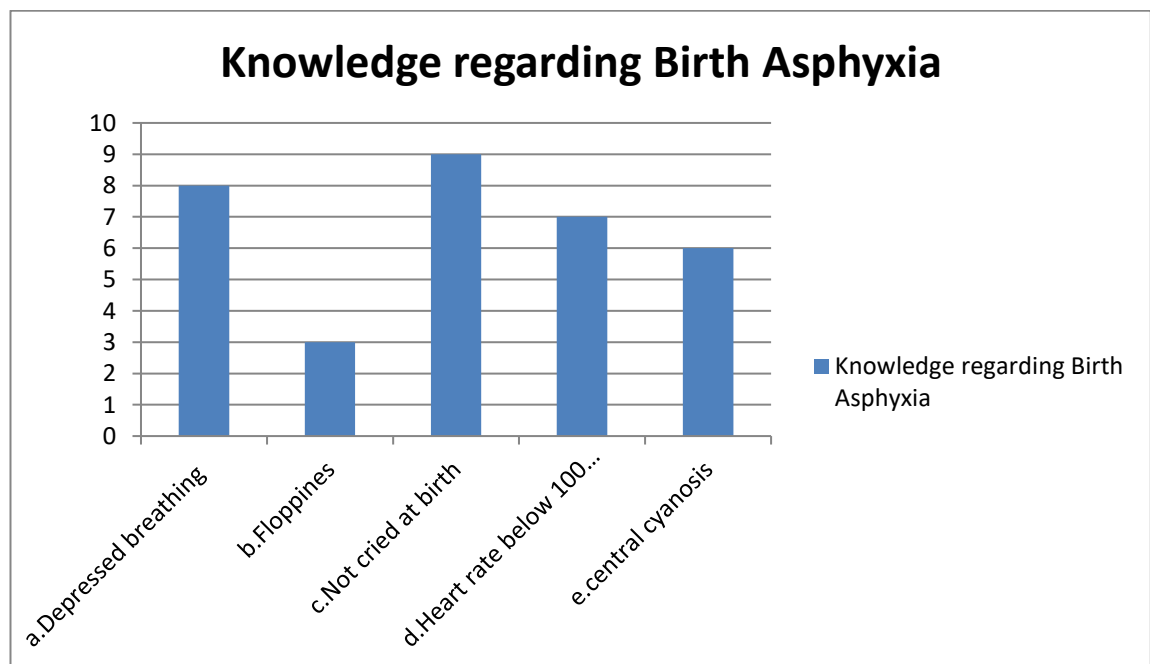 Knowledge regarding Birth Asphyxia
10
9
8
7
6
5
4
3
2
1
0
a.Depressed breathing
b.Floppines
c.Not cried at birth
d.Heart rate below 100...
e.central cyanosis
Knowledge regarding Birth
Asphyxia